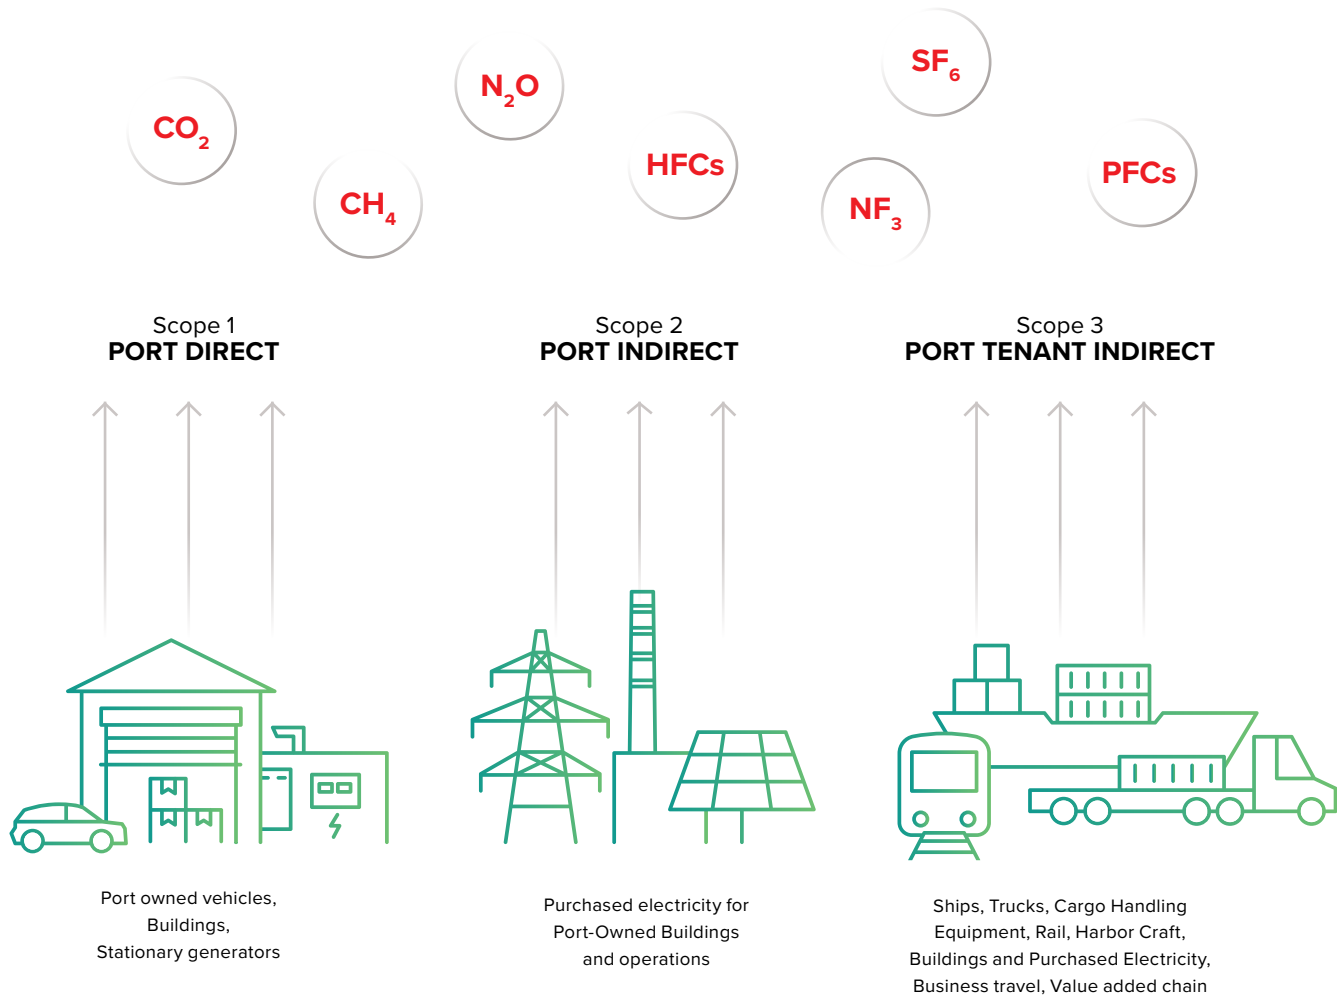 CO₂
CH₄
N₂O
HFCs
SF₆
NF₃
PFCs
Scope 1
PORT DIRECT
Scope 2
PORT INDIRECT
Scope 3
PORT TENANT INDIRECT
Port owned vehicles,
Buildings,
Stationary generators
Purchased electricity for
Port-Owned Buildings
and operations
Ships, Trucks, Cargo Handling
Equipment, Rail, Harbor Craft,
Buildings and Purchased Electricity,
Business travel, Value added chain